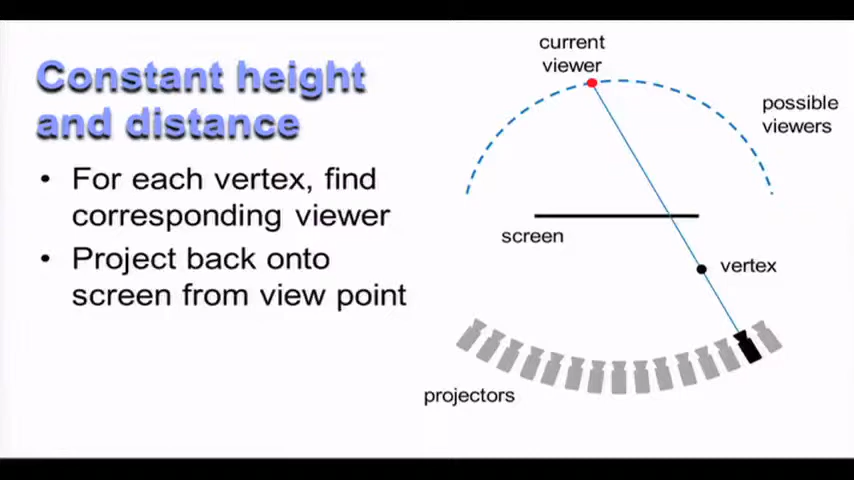 Constant height
and distance
• For each vertex, find
corresponding viewer
• Project back onto
screen from view point
current
viewer
possible
viewers
screen
vertex
projectors